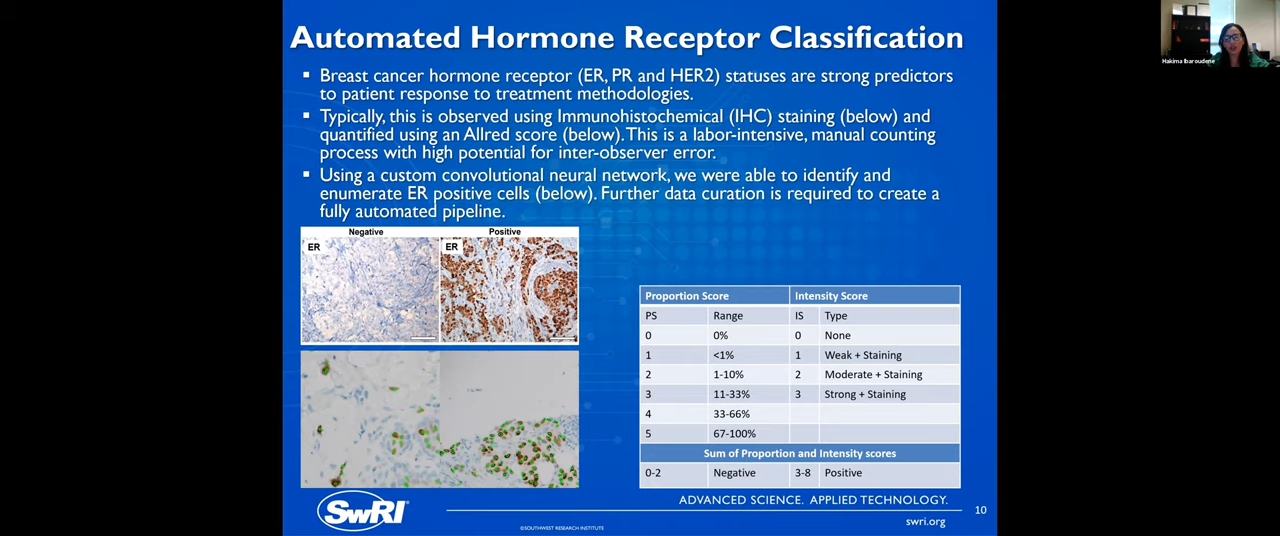 Automated Hormone Receptor Classification
Hakima Ibaroudene
▪ Breast cancer hormone receptor (ER, PR and HER2) statuses are strong predictors
to patient response to treatment methodologies.
▪ Typically, this is observed using Immunohistochemical (IHC) staining (below) and
quantified using an Allred score (below). This is a labor-intensive, manual counting
process with high potential for inter-observer error.
▪ Using a custom convolutional neural network, we were able to identify and
enumerate ER positive cells (below). Further data curation is required to create a
fully automated pipeline.
Negative Positive
ER ER
Proportion Score Intensity Score
PS Range IS Type
0 0% 0 None
1 <1% 1 Weak + Staining
2 1-10% 2 Moderate + Staining
3 11-33% 3 Strong + Staining
4 33-66%
5 67-100%
Sum of Proportion and Intensity scores
0-2 Negative 3-8 Positive
SwRI
ADVANCED SCIENCE. APPLIED TECHNOLOGY.
swri.org
10
©SOUTHWEST RESEARCH INSTITUTE